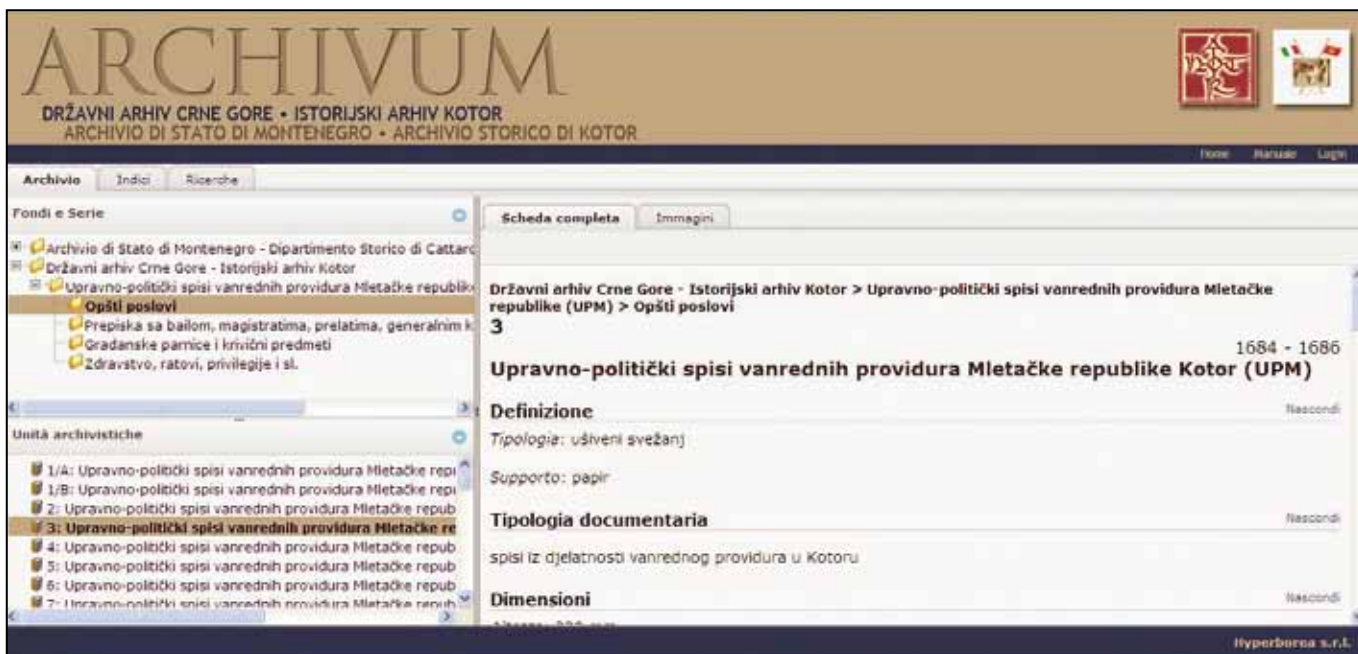 ARCHIVUM
DRŽAVNI ARHIV CRNE GORE • ISTORIJSKI ARHIV KOTOR
ARCHIVIO DI STATO DI MONTENEGRO • ARCHIVIO STORICO DI KOTOR
Home Manuale Login
Archivio Indici Ricerche
Fondi e Serie
Archivio di Stato di Montenegro - Dipartimento Storico di Cattaro
Državni arhiv Crne Gore - Istorijski arhiv Kotor
Upravno-politički spisi vanrednih providura Mletačke republik
Opšti poslovi
Prepiska sa bailom, magistratima, prelatima, generalnim k
Građanske parnice i krivični predmeti
Zdravstvo, ratovi, privilegije i sl.
Unità archivistiche
1/A: Upravno-politički spisi vanrednih providura Mletačke repu
1/B: Upravno-politički spisi vanrednih providura Mletačke repu
2: Upravno-politički spisi vanrednih providura Mletačke repub
3: Upravno-politički spisi vanrednih providura Mletačke re
4: Upravno-politički spisi vanrednih providura Mletačke repub
5: Upravno-politički spisi vanrednih providura Mletačke repub
6: Upravno-politički spisi vanrednih providura Mletačke repub
7: Upravno-politički spisi vanrednih providura Mletačke repub
Scheda completa Immagini
Državni arhiv Crne Gore - Istorijski arhiv Kotor > Upravno-politički spisi vanrednih providura Mletačke
republike (UPM) > Opšti poslovi
3
1684 - 1686
Upravno-politički spisi vanrednih providura Mletačke republike Kotor (UPM)
Definizione Nascondi
Tipologia: ušiveni svežanj
Supporto: papir
Tipologia documentaria Nascondi
spisi iz djelatnosti vanrednog providura u Kotoru
Dimensioni Nascondi
Hyperborea s.r.l.